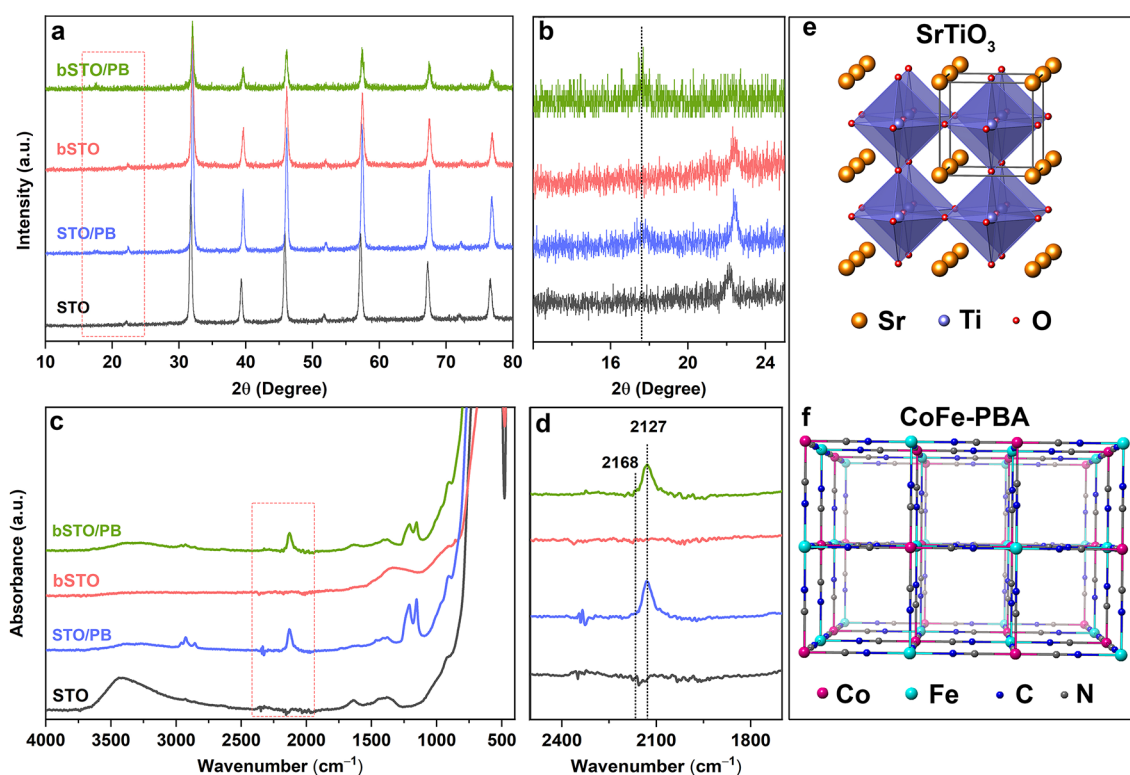 a
bSTO/PB
bSTO
STO/PB
STO
Intensity (a.u.)
10 20 30 40 50 60 70 80
2θ (Degree)
b
16 18 20 22 24
2θ (Degree)
e
SrTiO₃
Sr Ti O
c
bSTO/PB
bSTO
STO/PB
STO
Absorbance (a.u.)
4000 3500 3000 2500 2000 1500 1000 500
Wavenumber (cm⁻¹)
d
2127
2168
2400 2100 1800
Wavenumber (cm⁻¹)
f
CoFe-PBA
Co Fe C N